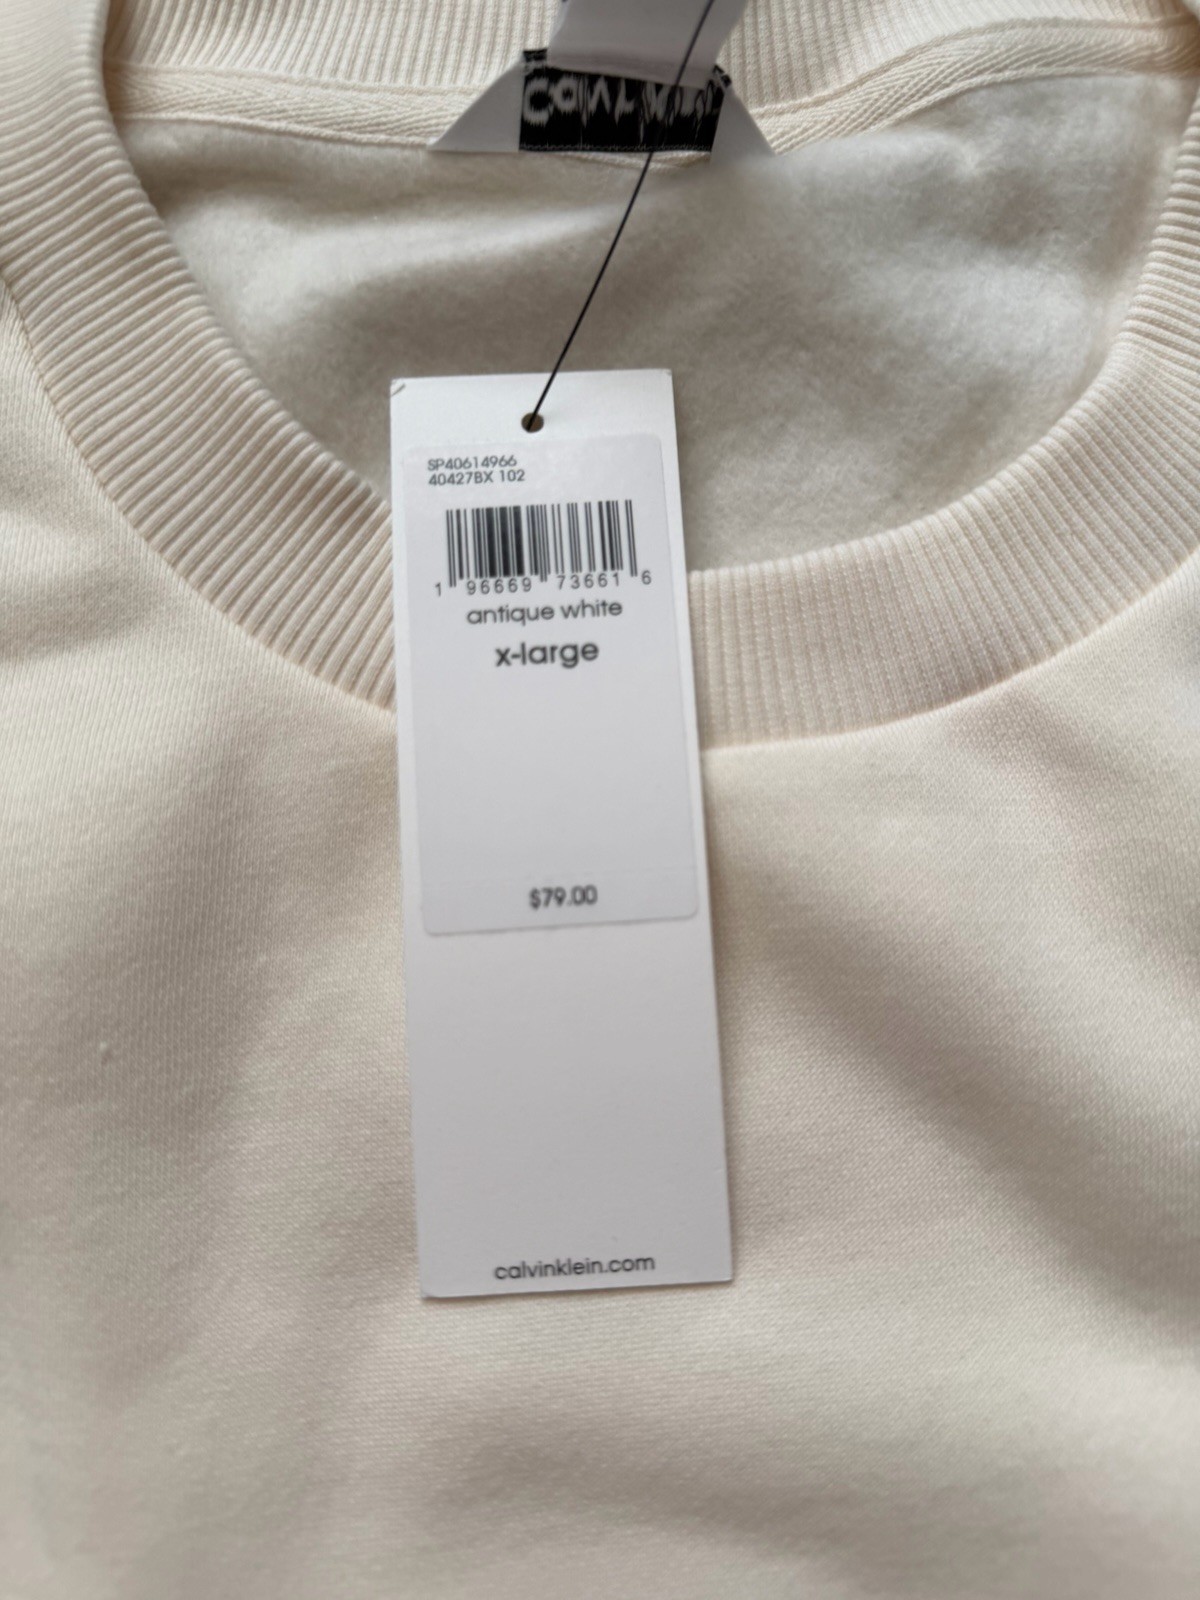 SP40614966
40427BX 102
1 96669 73661 6
antique white
x-large
$79.00
calvinklein.com